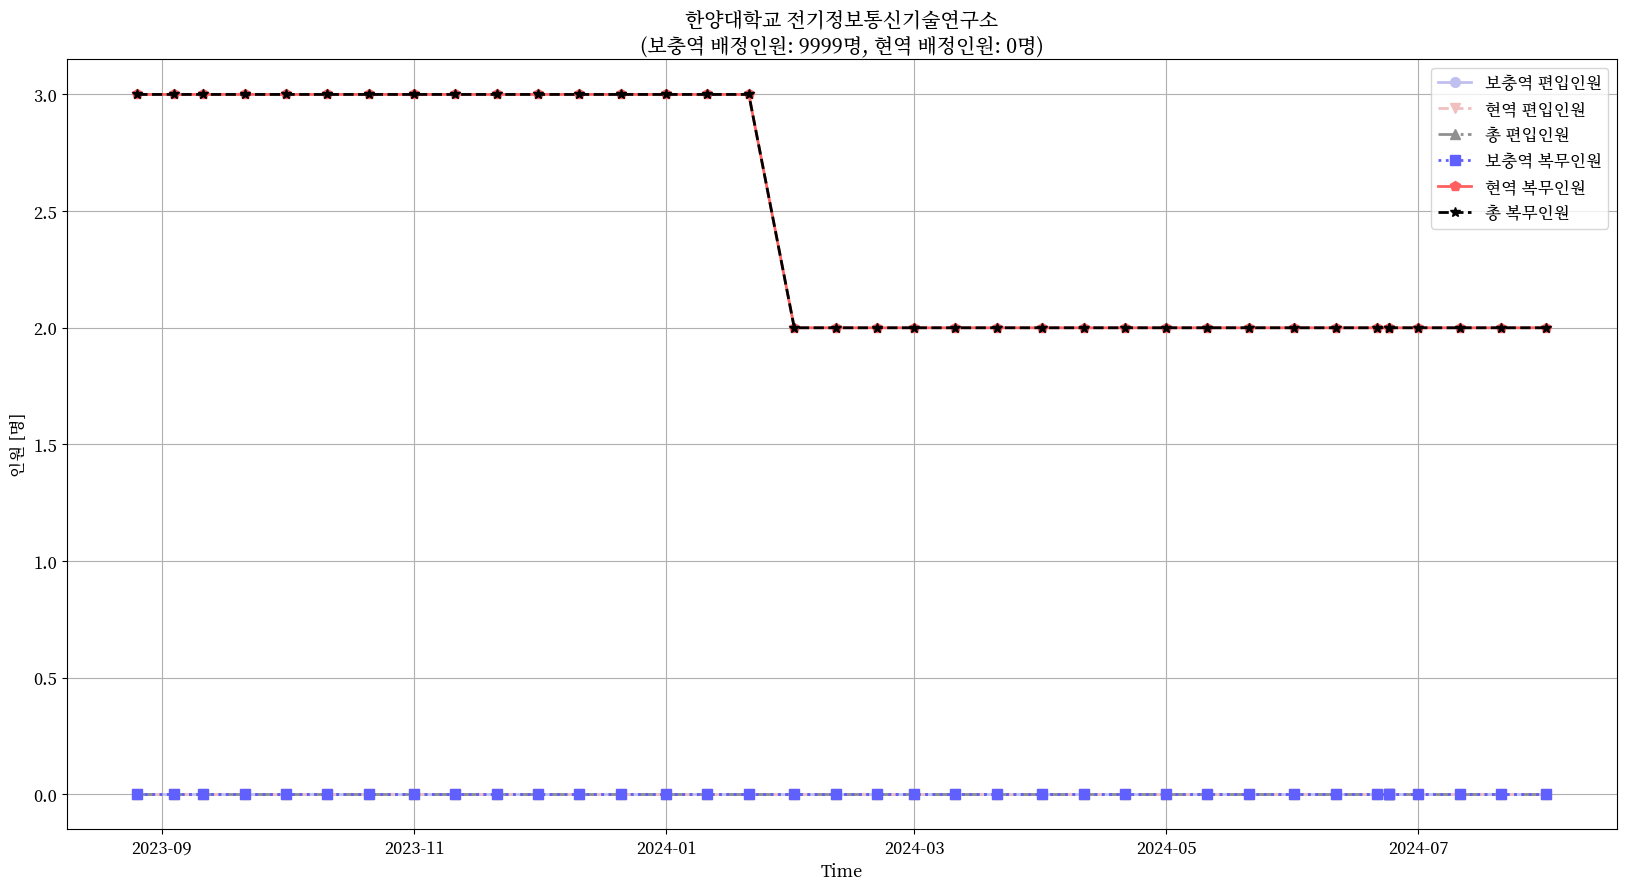 한양대학교 전기정보통신기술연구소
(보충역 배정인원: 9999명, 현역 배정인원: 0명)
보충역 편입인원
현역 편입인원
총 편입인원
보충역 복무인원
현역 복무인원
총 복무인원
인원 [명]
3.0
2.5
2.0
1.5
1.0
0.5
0.0
2023-09
2023-11
2024-01
2024-03
2024-05
2024-07
Time